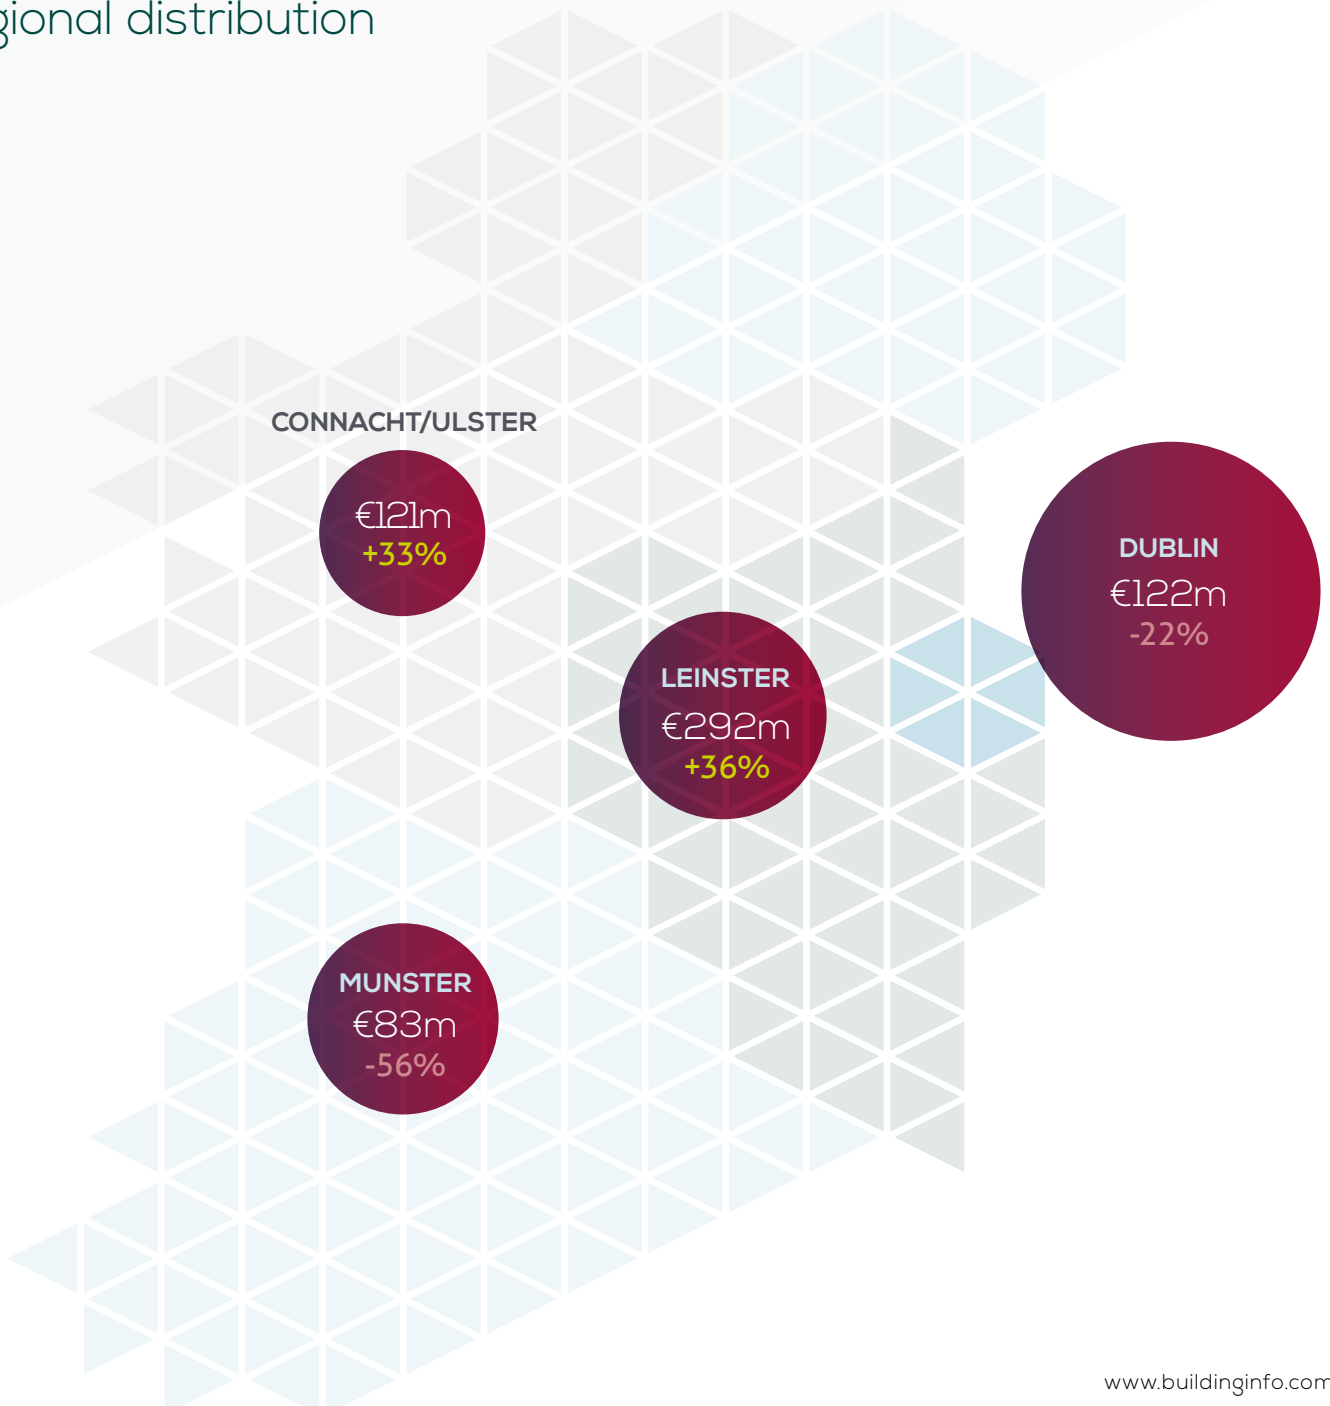 gional distribution
CONNACHT/ULSTER
€121m
+33%
DUBLIN
€122m
-22%
LEINSTER
€292m
+36%
MUNSTER
€83m
-56%
www.buildinginfo.com